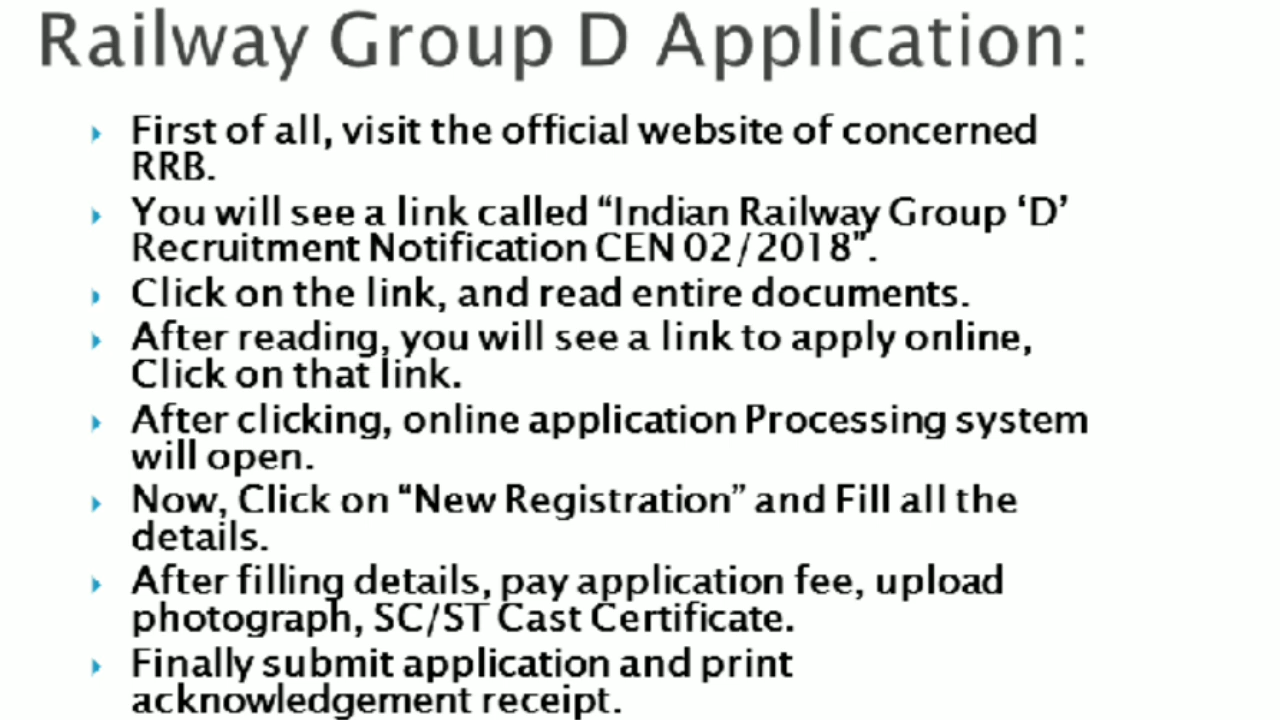 Railway Group D Application:
First of all, visit the official website of concerned
RRB.
You will see a link called “Indian Railway Group ‘D’
Recruitment Notification CEN 02/2018”.
Click on the link, and read entire documents.
After reading, you will see a link to apply online,
Click on that link.
After clicking, online application Processing system
will open.
Now, Click on “New Registration” and Fill all the
details.
After filling details, pay application fee, upload
photograph, SC/ST Cast Certificate.
Finally submit application and print
acknowledgement receipt.